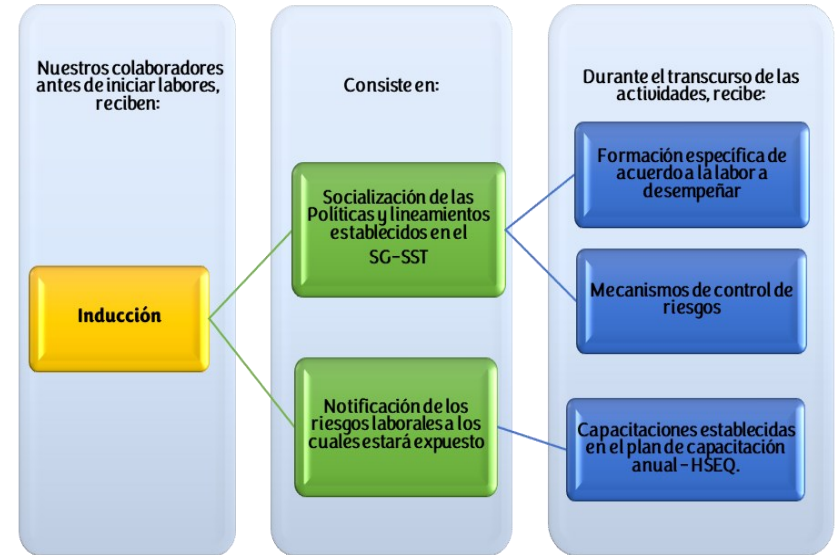 Nuestros colaboradores
antes de iniciar labores,
reciben:
Inducción
Consiste en:
Socialización de las
Políticas y lineamientos
establecidos en el
SG-SST
Notificación de los
riesgos laborales a los
cuales estará expuesto
Durante el transcurso de las
actividades, recibe:
Formación específica de
acuerdo a la labor a
desempeñar
Mecanismos de control de
riesgos
Capacitaciones establecidas
en el plan de capacitación
anual - HSEQ.